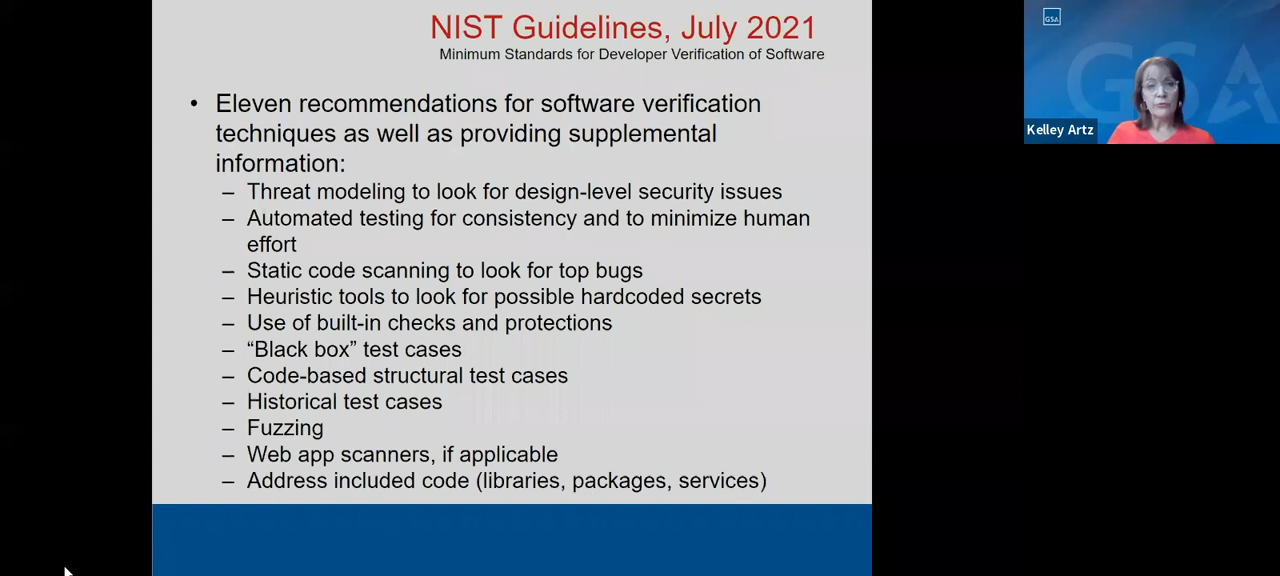 NIST Guidelines, July 2021
Minimum Standards for Developer Verification of Software
• Eleven recommendations for software verification
techniques as well as providing supplemental
information:
– Threat modeling to look for design-level security issues
– Automated testing for consistency and to minimize human
effort
– Static code scanning to look for top bugs
– Heuristic tools to look for possible hardcoded secrets
– Use of built-in checks and protections
– “Black box” test cases
– Code-based structural test cases
– Historical test cases
– Fuzzing
– Web app scanners, if applicable
– Address included code (libraries, packages, services)
GSA
GSA
Kelley Artz